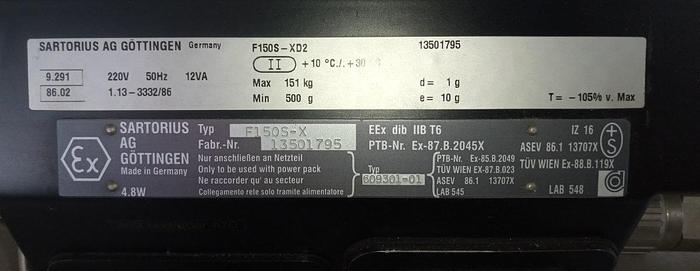 SARTORIUS AG GÖTTINGEN Germany F150S-XD2 13501795
II +10 °C./.+30
9.291 220V 50Hz 12VA Max 151 kg d= 1g
86.02 1.13-3332/86 Min 500 g e= 10g T= -105% v. Max
Ex
SARTORIUS AG GÖTTINGEN
Made in Germany
4.8W
Typ F150S-X
Fabr.-Nr. 13501795
Nur anschließen an Netzteil
Only to be used with power pack
Ne raccorder qu' au secteur
Collegamento rete solo tramite alimentatore
Typ
609301-01
EEx dib IIB T6
PTB-Nr. Ex-87.B.2045X
PTB-Nr. Ex-85.B.2049
TÜV WIEN Ex-87.B.023
ASEV 86.1 13707X
LAB 545
IZ 16
ASEV 86.1 13707X
TÜV WIEN Ex-88.B.119X
LAB 548
+S